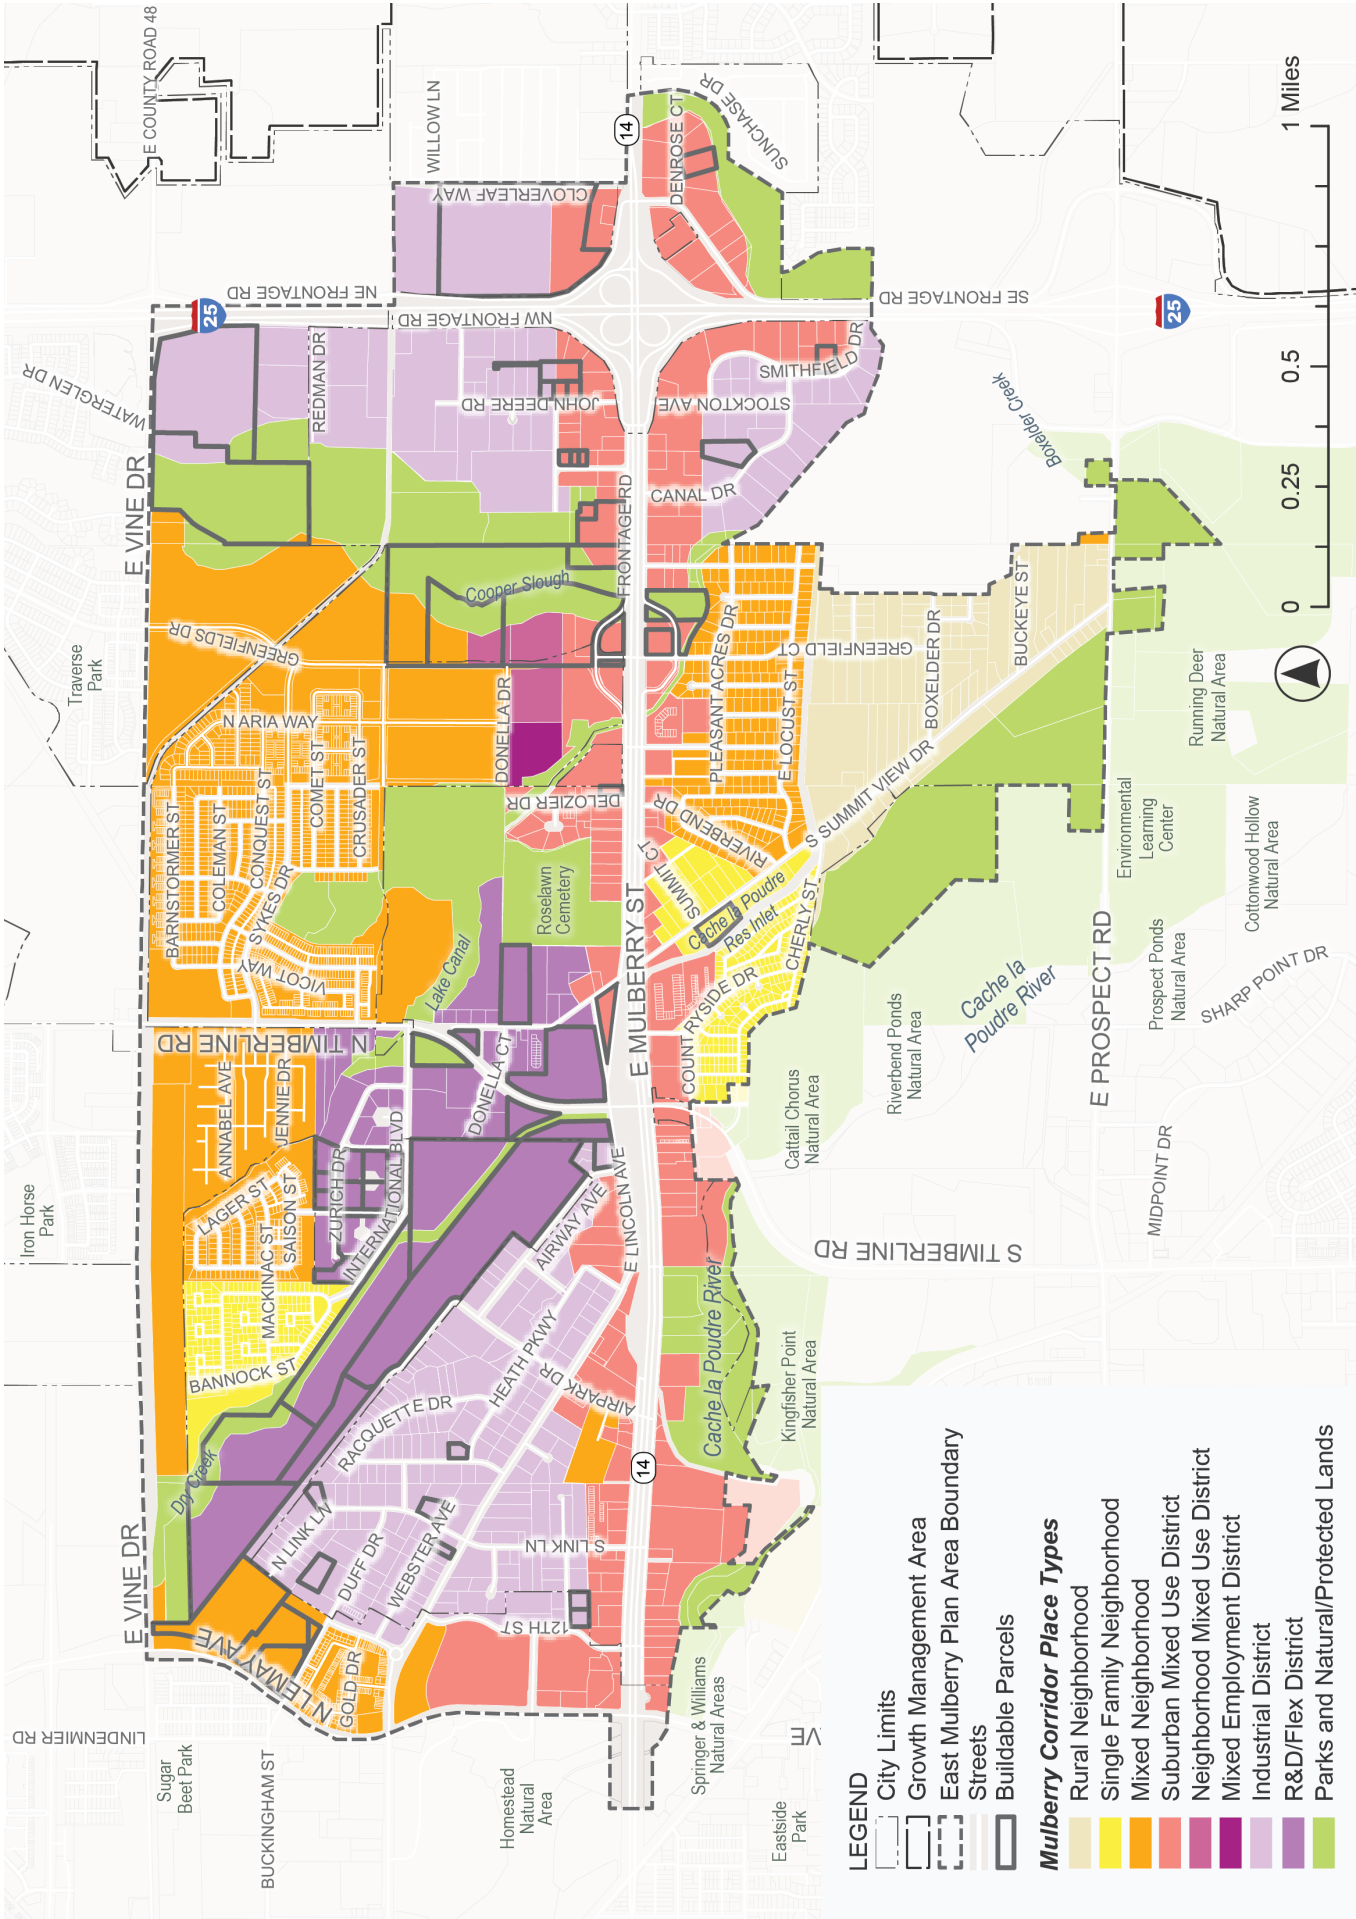 E COUNTY ROAD 48
WILLOW LN
SUNCHASE DR
DENROSE CT
CLOVERLEAF WAY
14
NE FRONTAGE RD
NW FRONTAGE RD
SE FRONTAGE RD
25
25
WATERGLEN DR
REDMAN DR
JOHN DEERE RD
STOCKTON AVE
SMITHFIELD DR
CANAL DR
FRONTAGE RD
Boxelder Creek
E VINE DR
Cooper Slough
GREENFIELDS DR
Traverse
Park
N ARIA WAY
DONELLA DR
PLEASANT ACRES DR
GREENFIELD CT
E LOCUST ST
BOXELDER DR
BUCKEYE ST
Running Deer
Natural Area
BARNSTORMER ST
COLEMAN ST
CONQUEST ST
COMET ST
CRUSADER ST
SYKES DR
VICOT WAY
DELOZIER DR
RIVERBEND DR
S SUMMIT VIEW DR
Roselawn
Cemetery
SUMMIT CT
Cache la Poudre
Res Inlet
CHERLY ST
Environmental
Learning
Center
Cottonwood Hollow
Natural Area
Lake Canal
E MULBERRY ST
COUNTRYSIDE DR
Cache la
Poudre River
E PROSPECT RD
Prospect Ponds
Natural Area
SHARP POINT DR
N TIMBERLINE RD
ANNABEL AVE
JENNIE DR
DONELLA CT
Riverbend Ponds
Natural Area
Cattail Chorus
Natural Area
Iron Horse
Park
LAGER ST
SAISON ST
MACKINAC ST
ZURICH DR
INTERNATIONAL BLVD
AIRWAY AVE
E LINCOLN AVE
MIDPOINT DR
S TIMBERLINE RD
BANNOCK ST
RACQUETTE DR
HEATH PKWY
AIRPARK DR
Cache la Poudre River
Kingfisher Point
Natural Area
Dry Creek
14
E VINE DR
N LINK LN
DUFF DR
WEBSTER AVE
S LINK LN
12TH ST
N LEMAY AVE
GOLD DR
LINDENMIER RD
Sugar
Beet Park
BUCKINGHAM ST
Homestead
Natural
Area
Springer & Williams
Natural Areas
AVE
Eastside
Park
0
0.25
0.5
1 Miles
LEGEND
City Limits
Growth Management Area
East Mulberry Plan Area Boundary
Streets
Buildable Parcels
Mulberry Corridor Place Types
Rural Neighborhood
Single Family Neighborhood
Mixed Neighborhood
Suburban Mixed Use District
Neighborhood Mixed Use District
Mixed Employment District
Industrial District
R&D/Flex District
Parks and Natural/Protected Lands